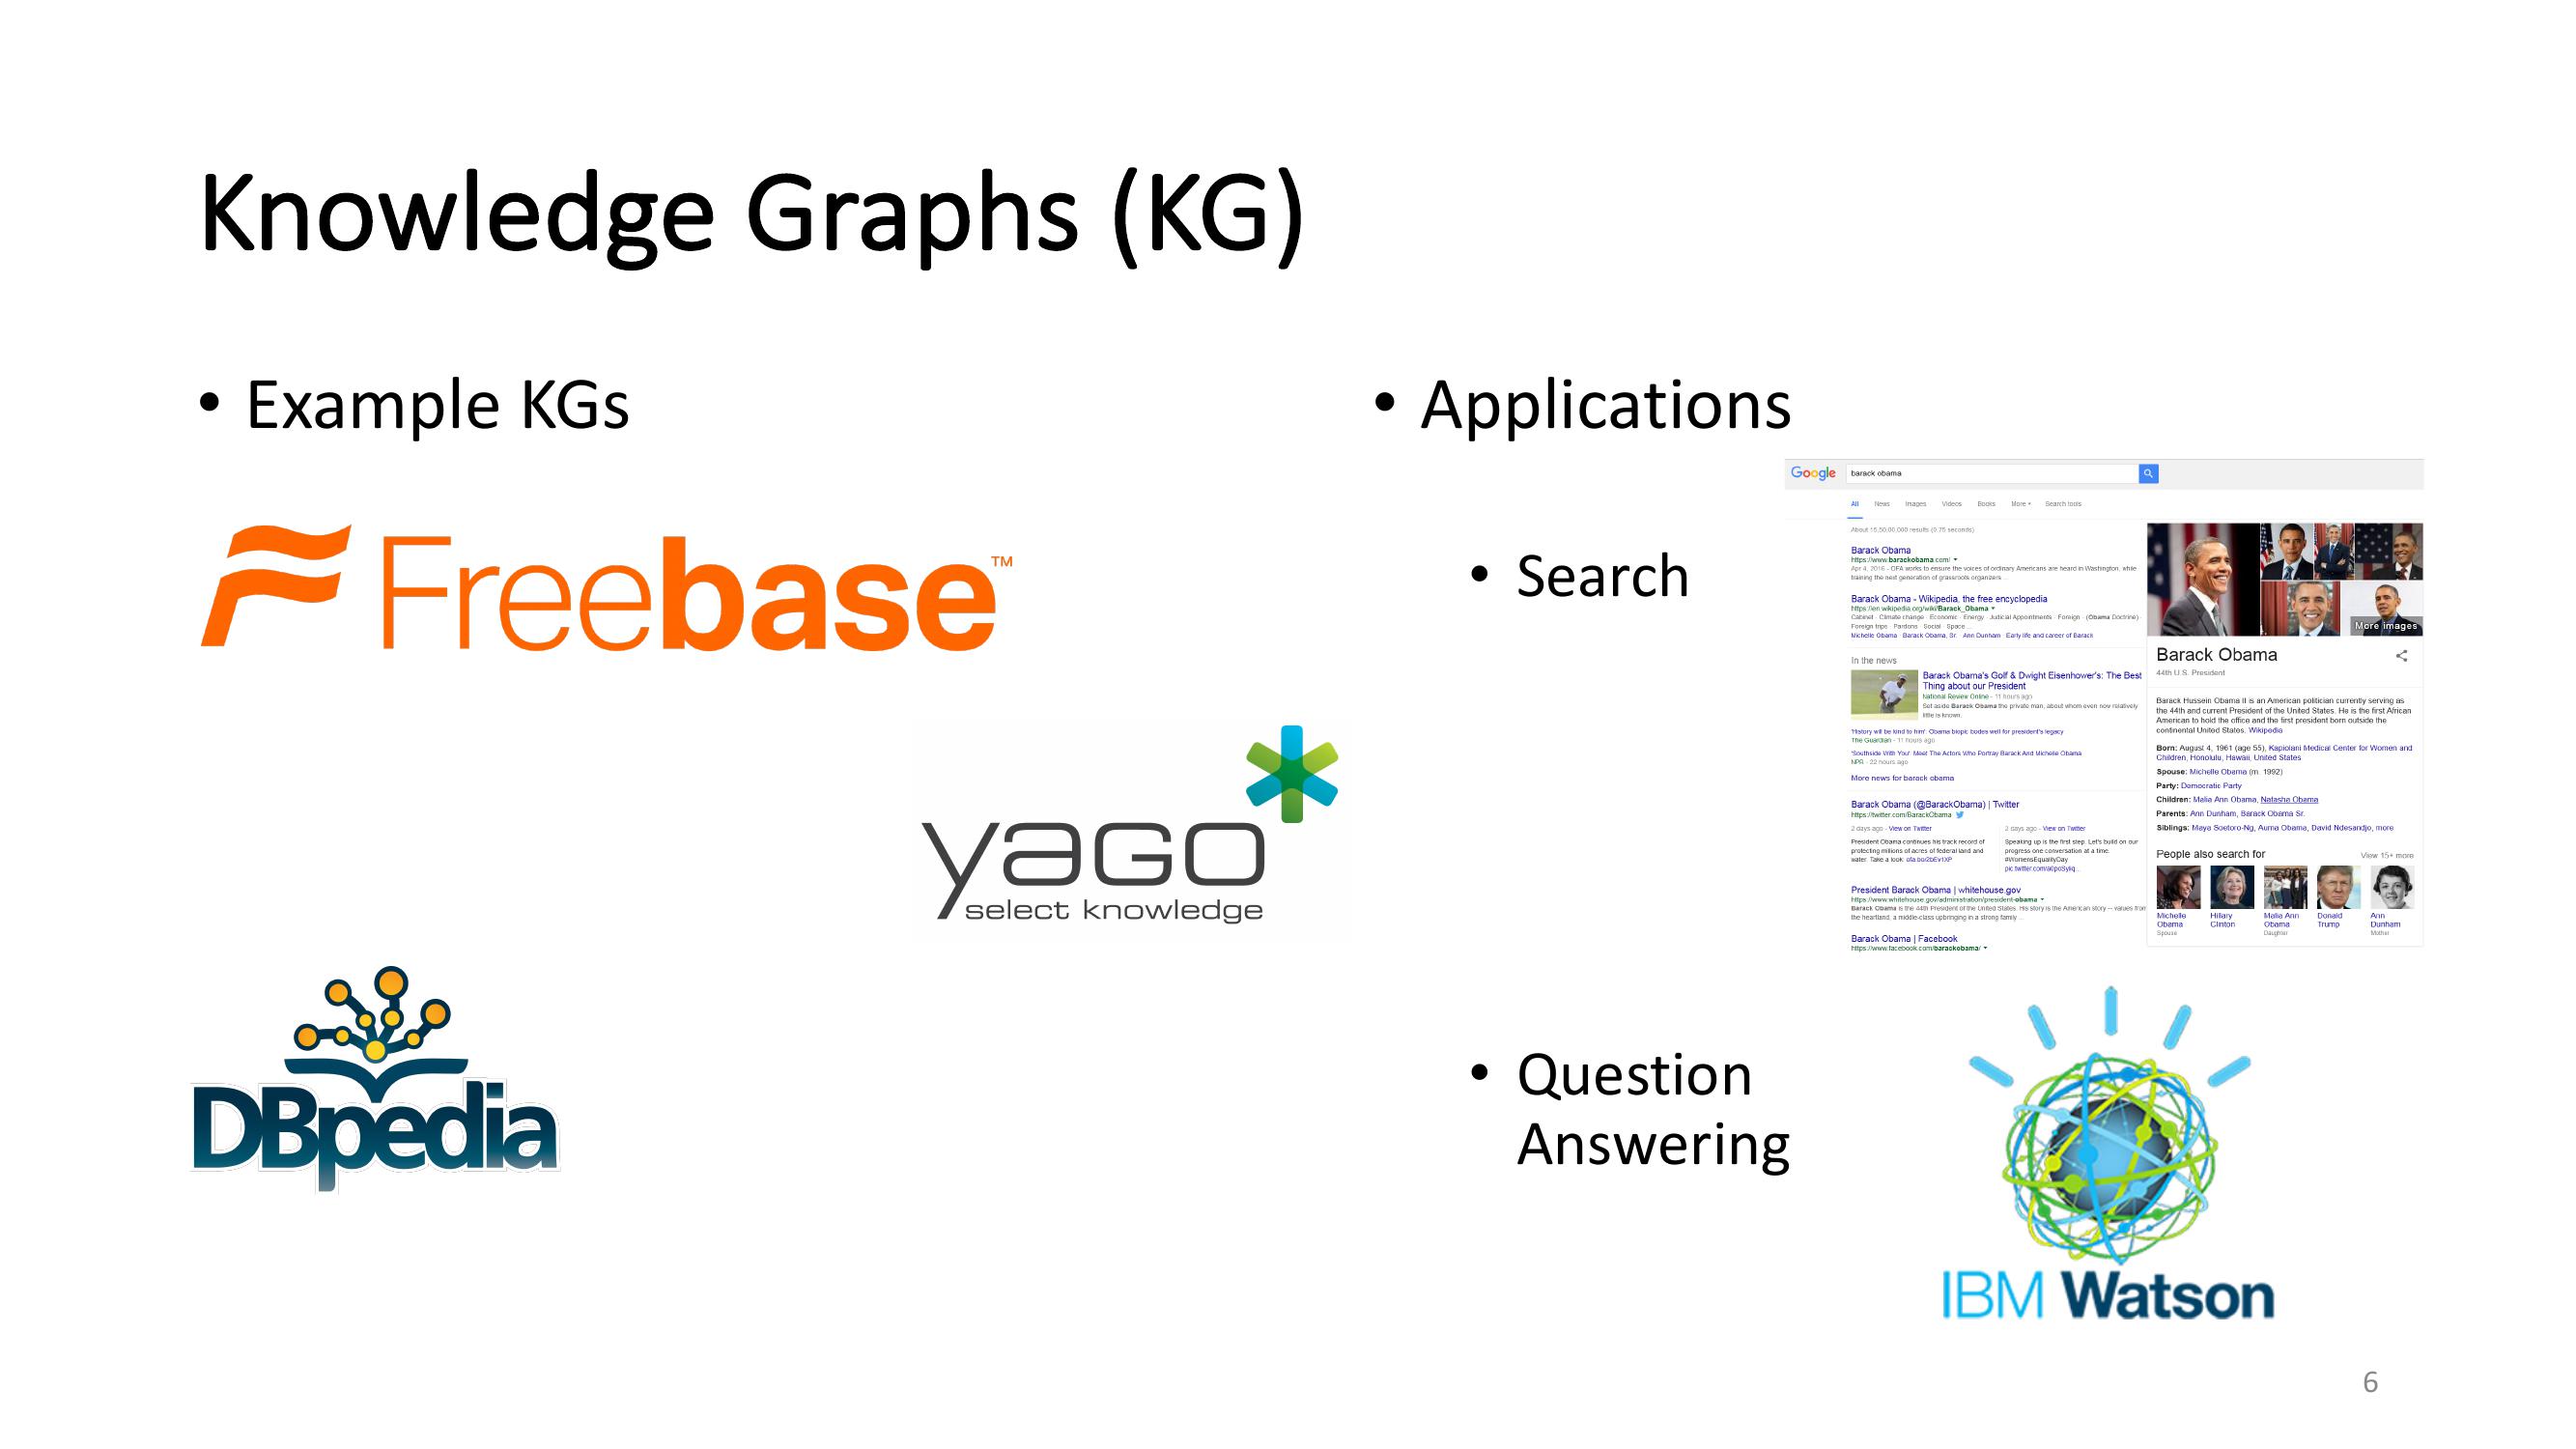 Knowledge Graphs (KG)
• Example KGs
Freebase™
yago
select knowledge
DBpedia
• Applications
• Search
Google
barack obama
All News Images Videos Books More Search tools
About 15,50,00,000 results (0.75 seconds)
Barack Obama
https://www.barackobama.com/
Apr 4, 2016 - OFA works to ensure the voices of ordinary Americans are heard in Washington, while
training the next generation of grassroots organizers ...
Barack Obama - Wikipedia, the free encyclopedia
https://en.wikipedia.org/wiki/Barack_Obama
Cabinet · Climate change · Economic · Energy · Judicial Appointments · Foreign · (Obama Doctrine)
Foreign trips · Pardons · Social · Space ...
Michelle Obama · Barack Obama, Sr. · Ann Dunham · Early life and career of Barack
In the news
Barack Obama's Golf & Dwight Eisenhower's: The Best
Thing about our President
National Review Online - 11 hours ago
Set aside Barack Obama the private man, about whom even now relatively
little is known.
'History will be kind to him': Obama biopic bodes well for president's legacy
The Guardian - 11 hours ago
'Southside With You': Meet The Actors Who Portray Barack And Michelle Obama
NPR - 22 hours ago
More news for barack obama
Barack Obama (@BarackObama) | Twitter
https://twitter.com/BarackObama
2 days ago - View on Twitter
President Obama continues his track record of
protecting millions of acres of federal land and
water. Take a look:
2 days ago - View on Twitter
Speaking up is the first step. Let's build on our
progress one conversation at a time.
#WomensEqualityDay
President Barack Obama | whitehouse.gov
https://www.whitehouse.gov/administration/president-obama
Barack Obama is the 44th President of the United States. His story is the American story — values from
the heartland, a middle-class upbringing in a strong family ...
Barack Obama | Facebook
https://www.facebook.com/barackobama/
More images
Barack Obama
44th U.S. President
Barack Hussein Obama II is an American politician currently serving as
the 44th and current President of the United States. He is the first African
American to hold the office and the first president born outside the
continental United States. Wikipedia
Born: August 4, 1961 (age 55), Kapiolani Medical Center for Women and
Children, Honolulu, Hawaii, United States
Spouse: Michelle Obama (m. 1992)
Party: Democratic Party
Children: Malia Ann Obama, Natasha Obama
Parents: Ann Dunham, Barack Obama Sr.
Siblings: Maya Soetoro-Ng, Auma Obama, David Ndesandjo, more
People also search for
View 15+ more
Michelle
Obama
Spouse
Hillary
Clinton
Malia Ann
Obama
Daughter
Donald
Trump
Ann
Dunham
Mother
• Question
Answering
IBM Watson
6